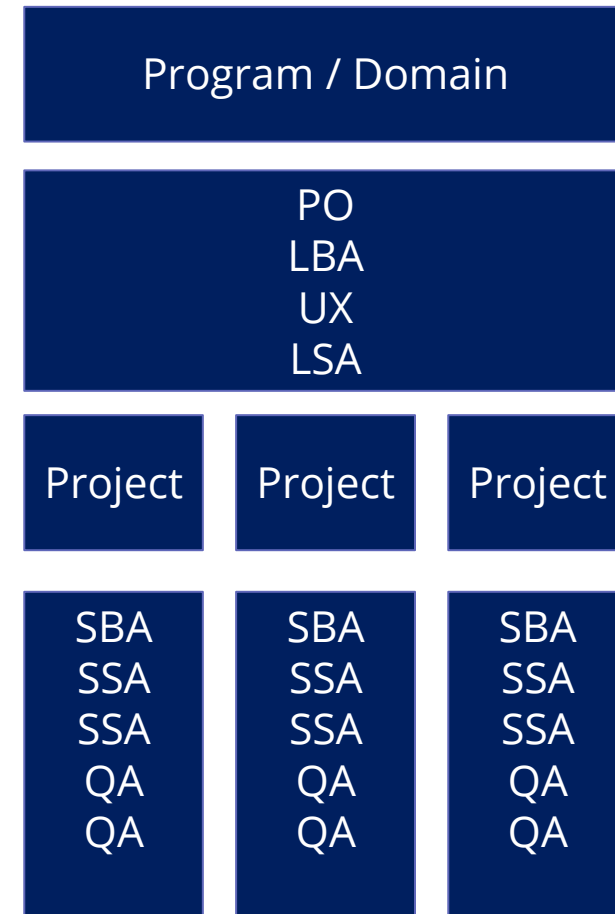 Program / Domain
PO
LBA
UX
LSA
Project
Project
Project
SBA
SSA
SSA
QA
QA
SBA
SSA
SSA
QA
QA
SBA
SSA
SSA
QA
QA